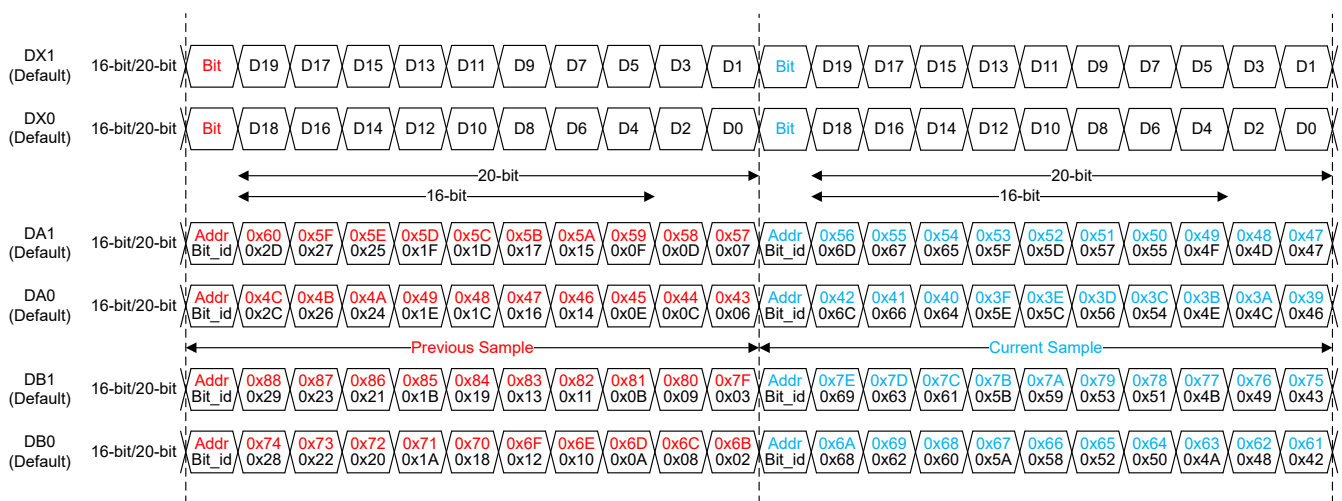 DX1
(Default)
16-bit/20-bit Bit D19 D17 D15 D13 D11 D9 D7 D5 D3 D1 Bit D19 D17 D15 D13 D11 D9 D7 D5 D3 D1
DX0
(Default)
16-bit/20-bit Bit D18 D16 D14 D12 D10 D8 D6 D4 D2 D0 Bit D18 D16 D14 D12 D10 D8 D6 D4 D2 D0
20-bit 20-bit
16-bit 16-bit
DA1
(Default)
16-bit/20-bit
Addr 0x60 0x5F 0x5E 0x5D 0x5C 0x5B 0x5A 0x59 0x58 0x57 Addr 0x56 0x55 0x54 0x53 0x52 0x51 0x50 0x49 0x48 0x47
Bit_id 0x2D 0x27 0x25 0x1F 0x1D 0x17 0x15 0x0F 0x0D 0x07 Bit_id 0x6D 0x67 0x65 0x5F 0x5D 0x57 0x55 0x4F 0x4D 0x47
DA0
(Default)
16-bit/20-bit
Addr 0x4C 0x4B 0x4A 0x49 0x48 0x47 0x46 0x45 0x44 0x43 Addr 0x42 0x41 0x40 0x3F 0x3E 0x3D 0x3C 0x3B 0x3A 0x39
Bit_id 0x2C 0x26 0x24 0x1E 0x1C 0x16 0x14 0x0E 0x0C 0x06 Bit_id 0x6C 0x66 0x64 0x5E 0x5C 0x56 0x54 0x4E 0x4C 0x46
Previous Sample Current Sample
DB1
(Default)
16-bit/20-bit
Addr 0x88 0x87 0x86 0x85 0x84 0x83 0x82 0x81 0x80 0x7F Addr 0x7E 0x7D 0x7C 0x7B 0x7A 0x79 0x78 0x77 0x76 0x75
Bit_id 0x29 0x23 0x21 0x1B 0x19 0x13 0x11 0x0B 0x09 0x03 Bit_id 0x69 0x63 0x61 0x5B 0x59 0x53 0x51 0x4B 0x49 0x43
DB0
(Default)
16-bit/20-bit
Addr 0x74 0x73 0x72 0x71 0x70 0x6F 0x6E 0x6D 0x6C 0x6B Addr 0x6A 0x69 0x68 0x67 0x66 0x65 0x64 0x63 0x62 0x61
Bit_id 0x28 0x22 0x20 0x1A 0x18 0x12 0x10 0x0A 0x08 0x02 Bit_id 0x68 0x62 0x60 0x5A 0x58 0x52 0x50 0x4A 0x48 0x42